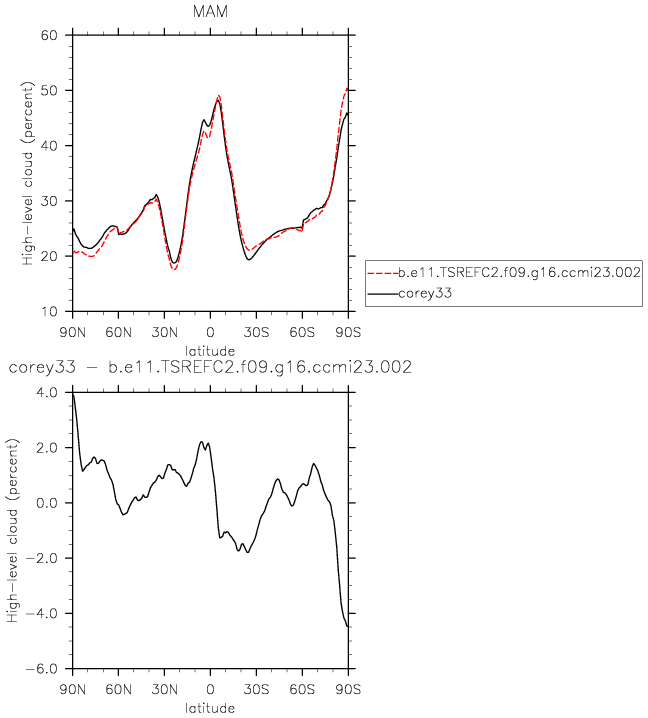 MAM
60
50
40
30
20
10
High-level cloud (percent)
90N 60N 30N 0 30S 60S 90S
latitude
b.e11.TSREFC2.f09.g16.ccmi23.002
corey33
corey33 - b.e11.TSREFC2.f09.g16.ccmi23.002
4.0
2.0
0.0
-2.0
-4.0
-6.0
High-level cloud (percent)
90N 60N 30N 0 30S 60S 90S
latitude